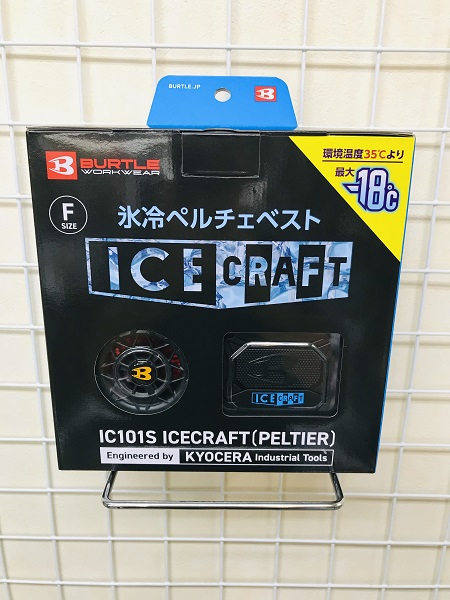 BURTLE.JP
B
BURTLE
WORKWEAR
環境温度35℃より
最大
-18℃
F
SIZE
氷冷ペルチェベスト
ICE CRAFT
B
ICE CRAFT
IC101S ICECRAFT(PELTIER)
Engineered by KYOCERA Industrial Tools